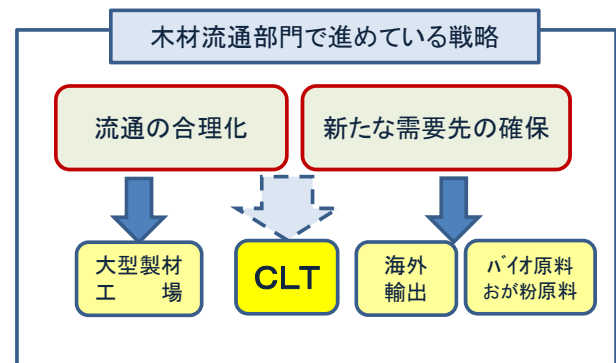 木材流通部門で進めている戦略
流通の合理化
新たな需要先の確保
大型製材
工　場
CLT
海外
輸出
バイオ原料
おが粉原料